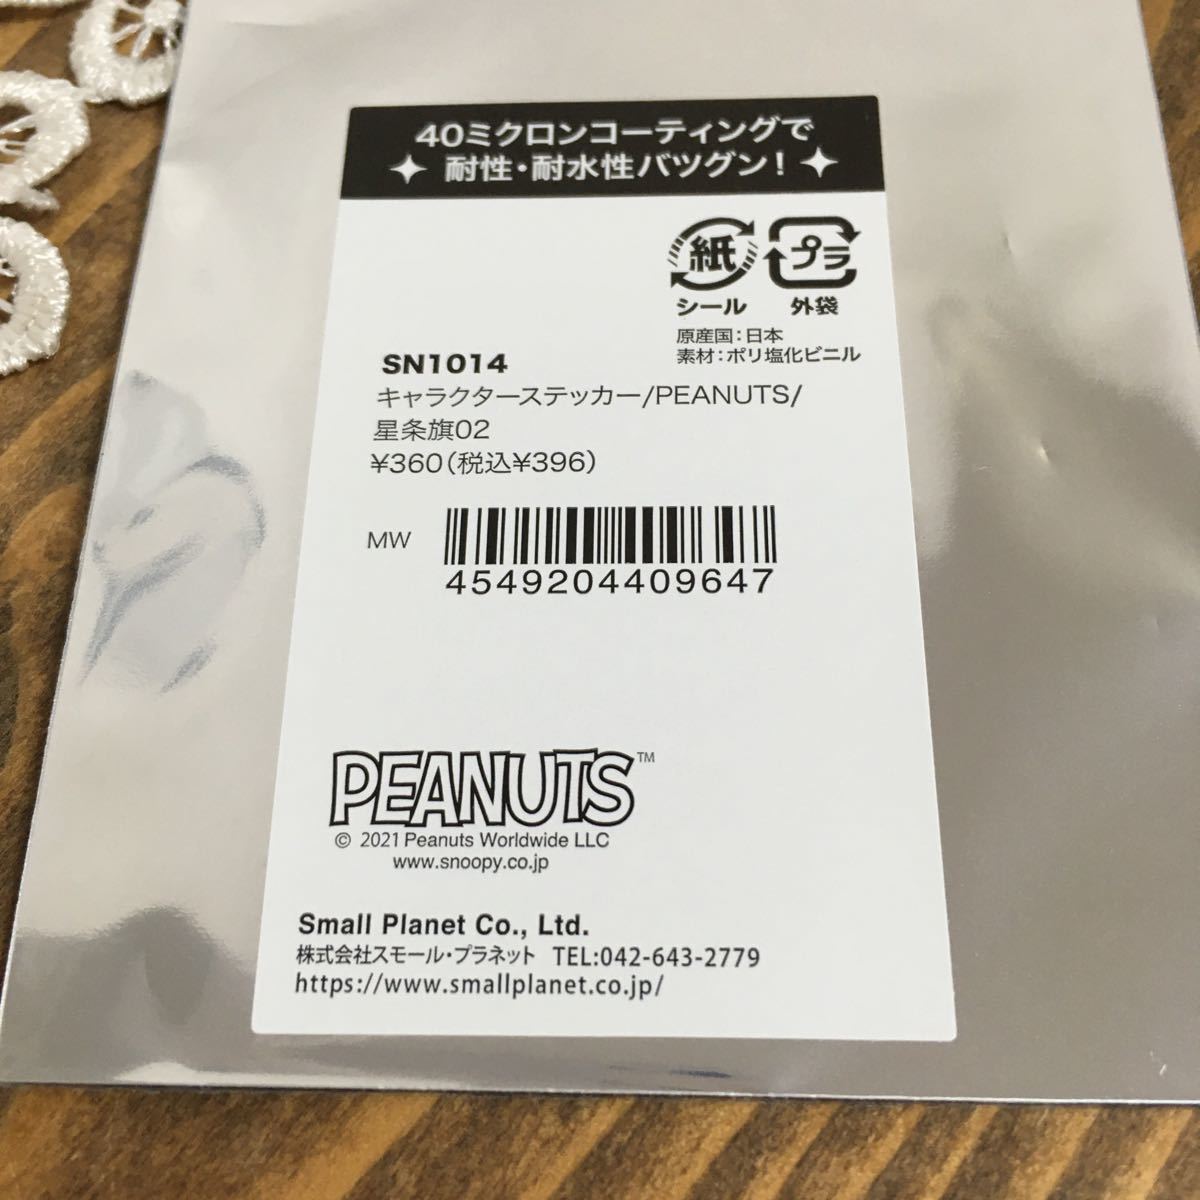 40ミクロンコーティングで
耐性・耐水性バツグン!
紙 プラ
シール 外袋
原産国:日本
素材:ポリ塩化ビニル
SN1014
キャラクターステッカー/PEANUTS/
星条旗02
¥360(税込¥396)
MW
4549204409647
PEANUTS™
© 2021 Peanuts Worldwide LLC
www.snoopy.co.jp
Small Planet Co., Ltd.
株式会社スモール・プラネット TEL:042-643-2779
https://www.smallplanet.co.jp/